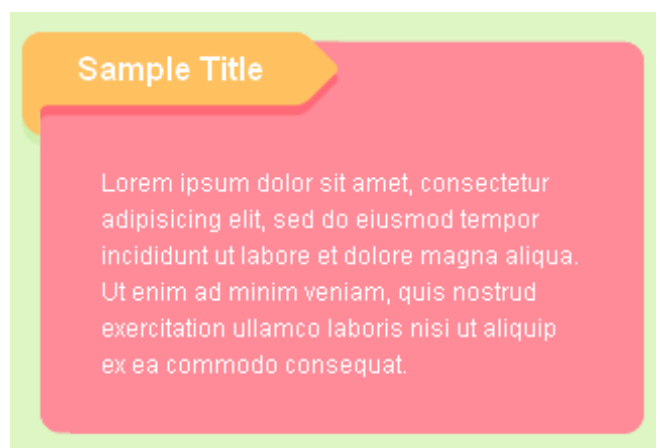 Sample Title
Lorem ipsum dolor sit amet, consectetur
adipisicing elit, sed do eiusmod tempor
incididunt ut labore et dolore magna aliqua.
Ut enim ad minim veniam, quis nostrud
exercitation ullamco laboris nisi ut aliquip
ex ea commodo consequat.